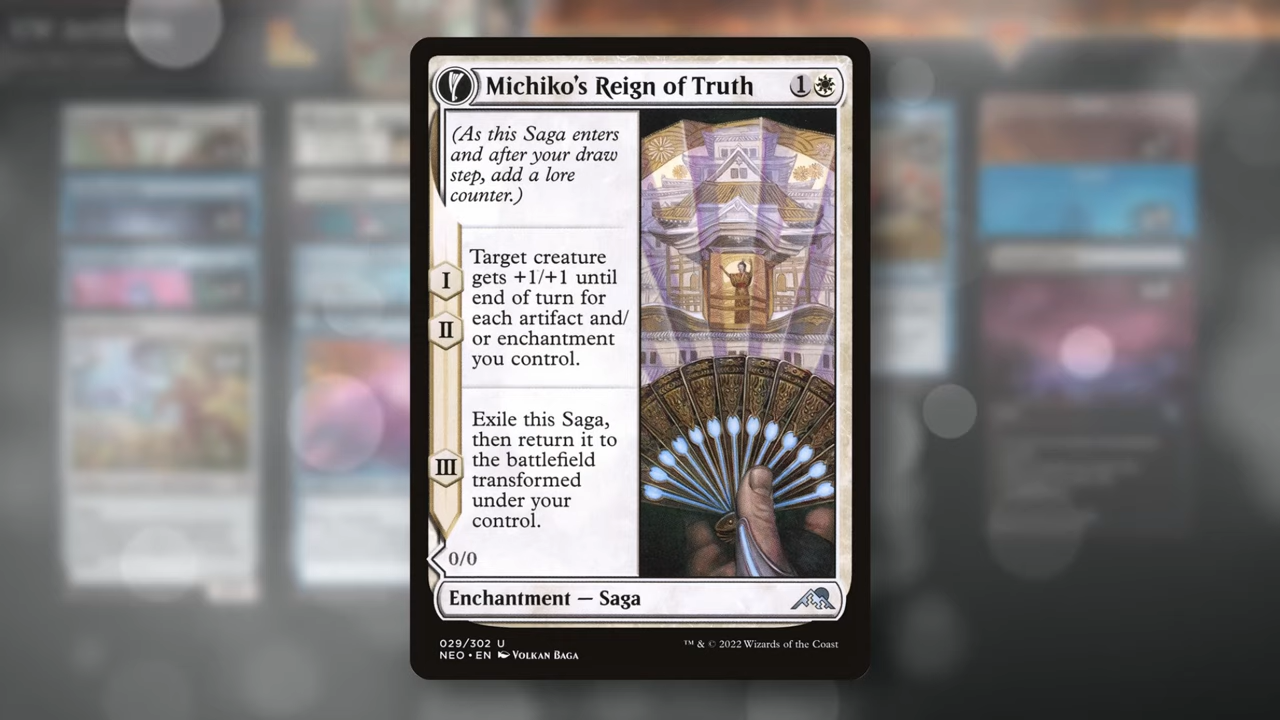 Michiko's Reign of Truth 1
(As this Saga enters
and after your draw
step, add a lore
counter.)
I
II
Target creature
gets +1/+1 until
end of turn for
each artifact and/
or enchantment
you control.
III
Exile this Saga,
then return it to
the battlefield
transformed
under your
control.
0/0
Enchantment — Saga
029/302 U
NEO • EN VOLKAN BAGA
™ & © 2022 Wizards of the Coast